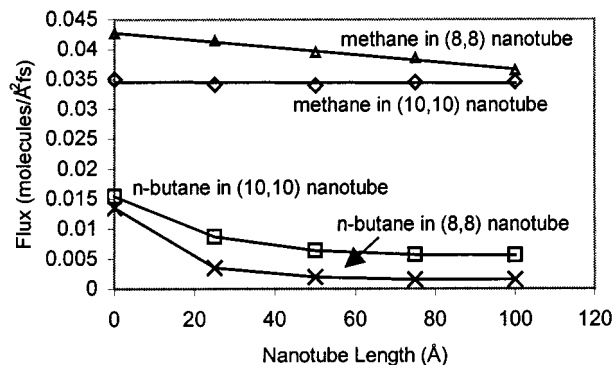 0.045
0.04
0.035
0.03
0.025
0.02
0.015
0.01
0.005
0
Flux (molecules/Å²fs)
methane in (8,8) nanotube
methane in (10,10) nanotube
n-butane in (10,10) nanotube
n-butane in (8,8) nanotube
0 20 40 60 80 100 120
Nanotube Length (Å)